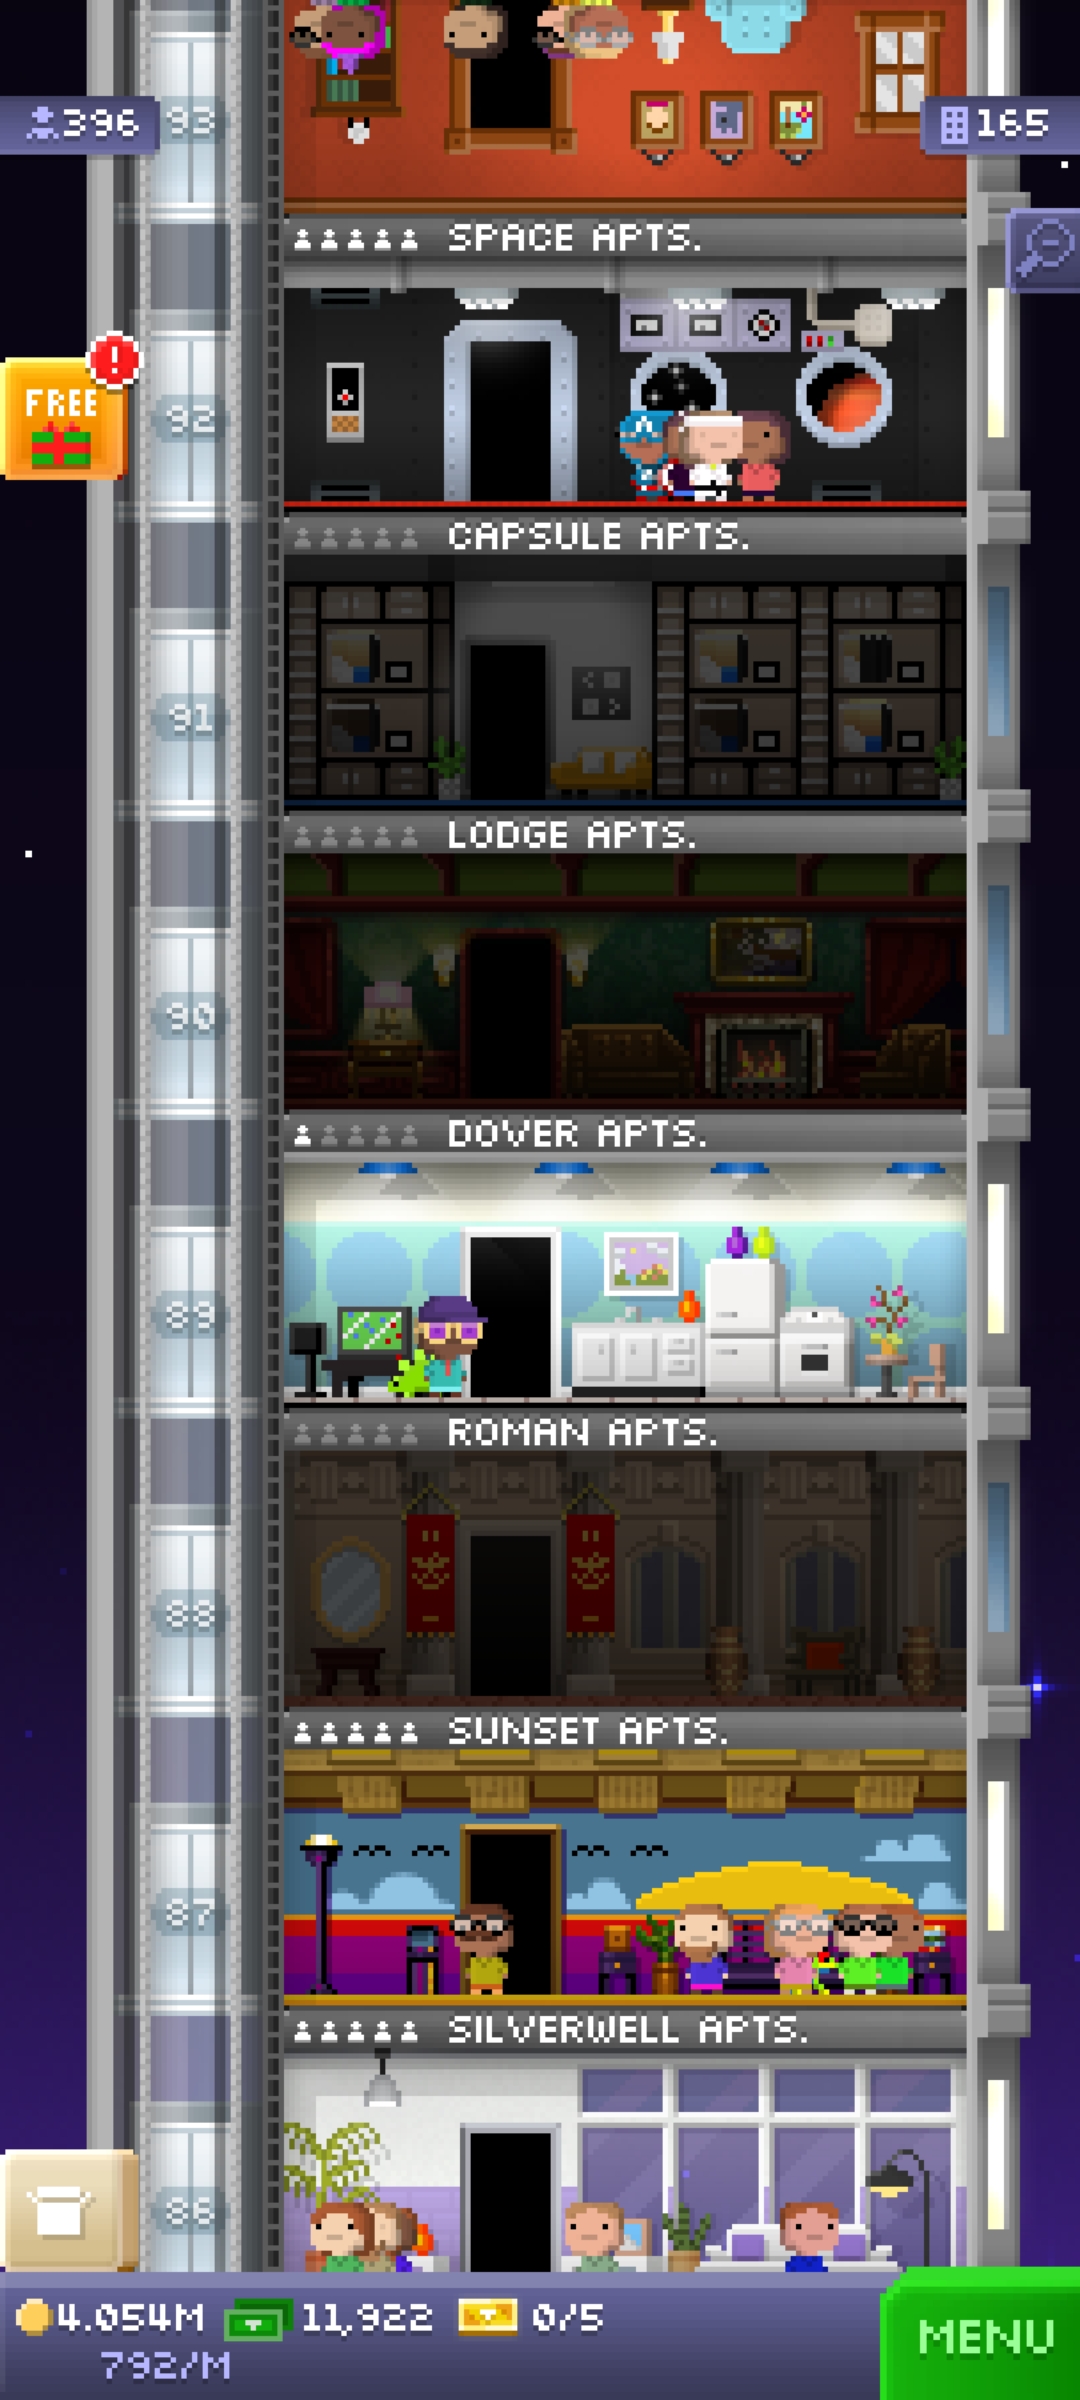 93
396
165
SPACE APTS.
FREE
!
92
CAPSULE APTS.
91
LODGE APTS.
90
DOVER APTS.
89
ROMAN APTS.
88
SUNSET APTS.
87
SILVERWELL APTS.
86
4.054M 11,922 0/5
792/M
MENU